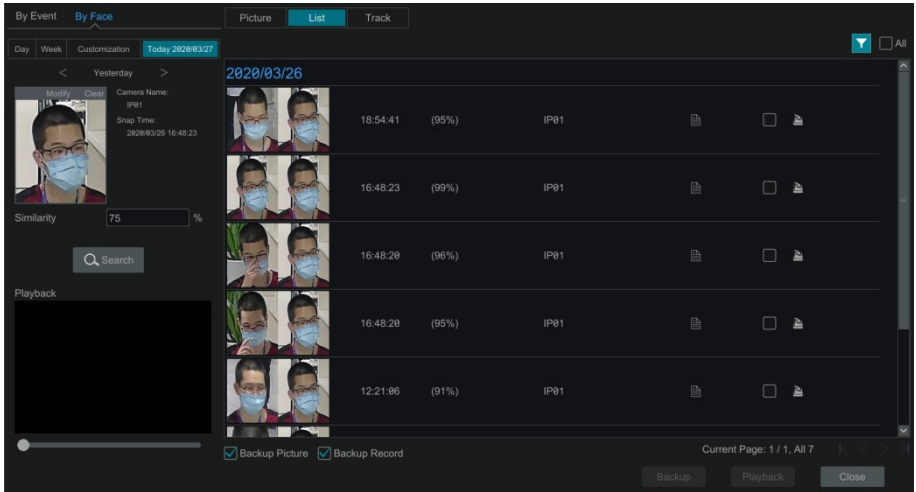 By Event By Face
Picture List Track
All
Day Week Customization Today 2020/03/27
< Yesterday >
2020/03/26
Modify Clear
Camera Name:
IP01
Snap Time:
2020/03/26 16:48:23
18:54:41 (95%) IP01
16:48:23 (99%) IP01
Similarity 75 %
16:48:20 (96%) IP01
Search
Playback
16:48:20 (95%) IP01
12:21:06 (91%) IP01
Backup Picture Backup Record
Current Page: 1 / 1, All 7
Backup Playback Close